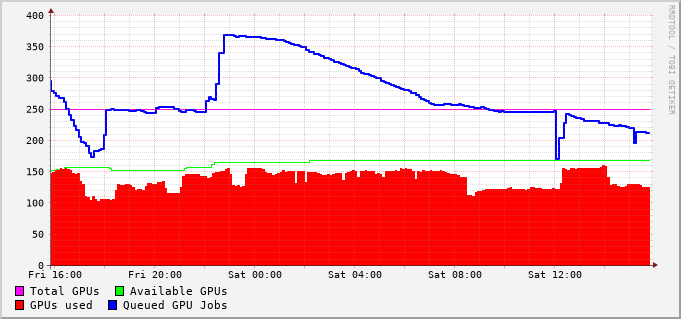 400
350
300
250
200
150
100
50
0
Fri 16:00 Fri 20:00 Sat 00:00 Sat 04:00 Sat 08:00 Sat 12:00
Total GPUs Available GPUs
GPUs used Queued GPU Jobs
RRDTOOL / TOBI OETIKER